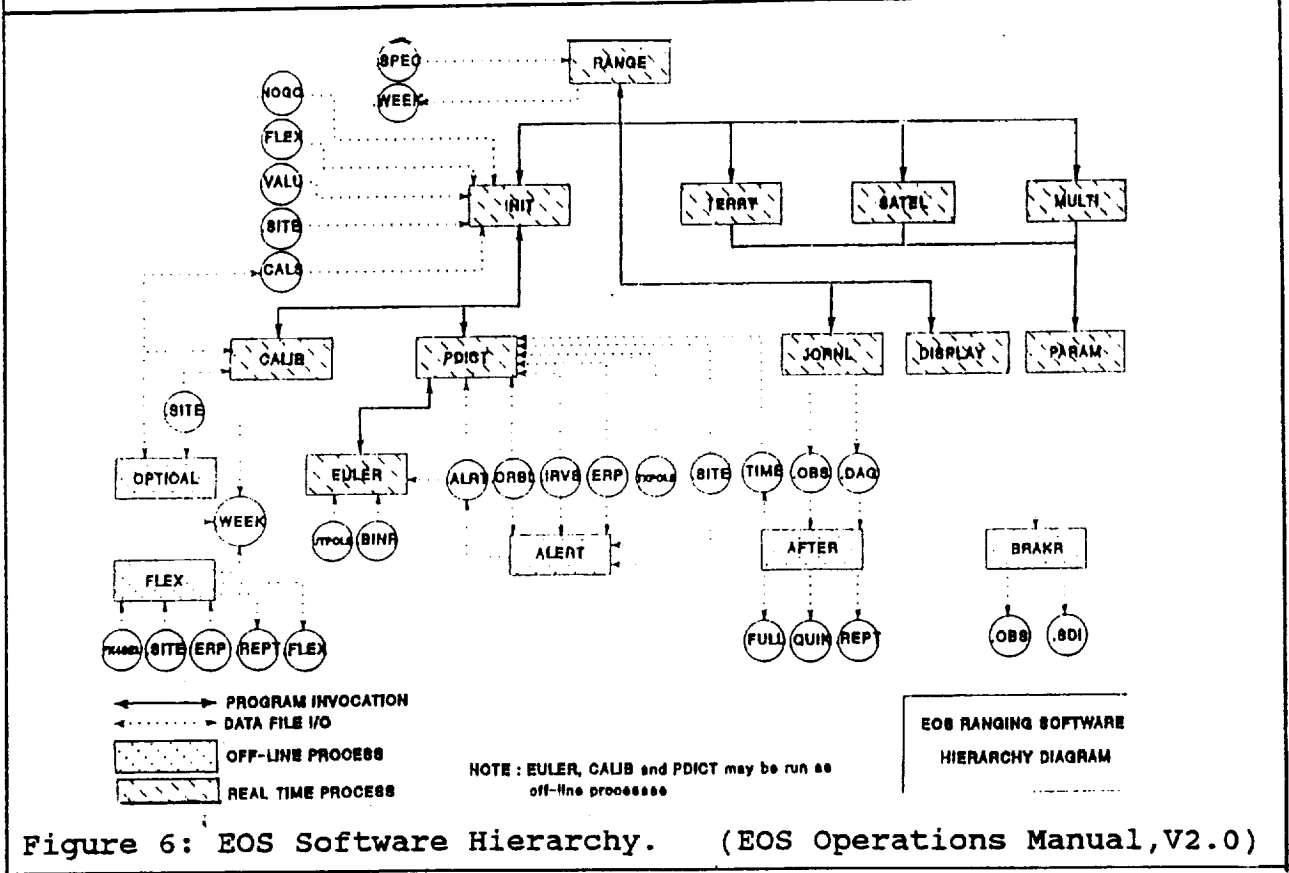 SPEC
RANGE
WEEK
NOGO
FLEX
VALU
SITE
CALS
INIT
TERRY
SATEL
MULTI
CALIB
PDICT
JORNL
DISPLAY
PARAM
SITE
OPTICAL
WEEK
EULER
ALRT
.ORBL
IRVS
ERP
SITE
TIME
.OBS
.DAQ
BINR
ALERT
AFTER
BRAKR
FLEX
SITE
ERP
REPT
.FLEX
FULL
QUIK
REPT
.OBS
.SDI
PROGRAM INVOCATION
DATA FILE I/O
OFF-LINE PROCESS
REAL TIME PROCESS
NOTE : EULER, CALIB and PDICT may be run as
off-line processes
EOS RANGING SOFTWARE
HIERARCHY DIAGRAM
Figure 6: EOS Software Hierarchy. (EOS Operations Manual,V2.0)